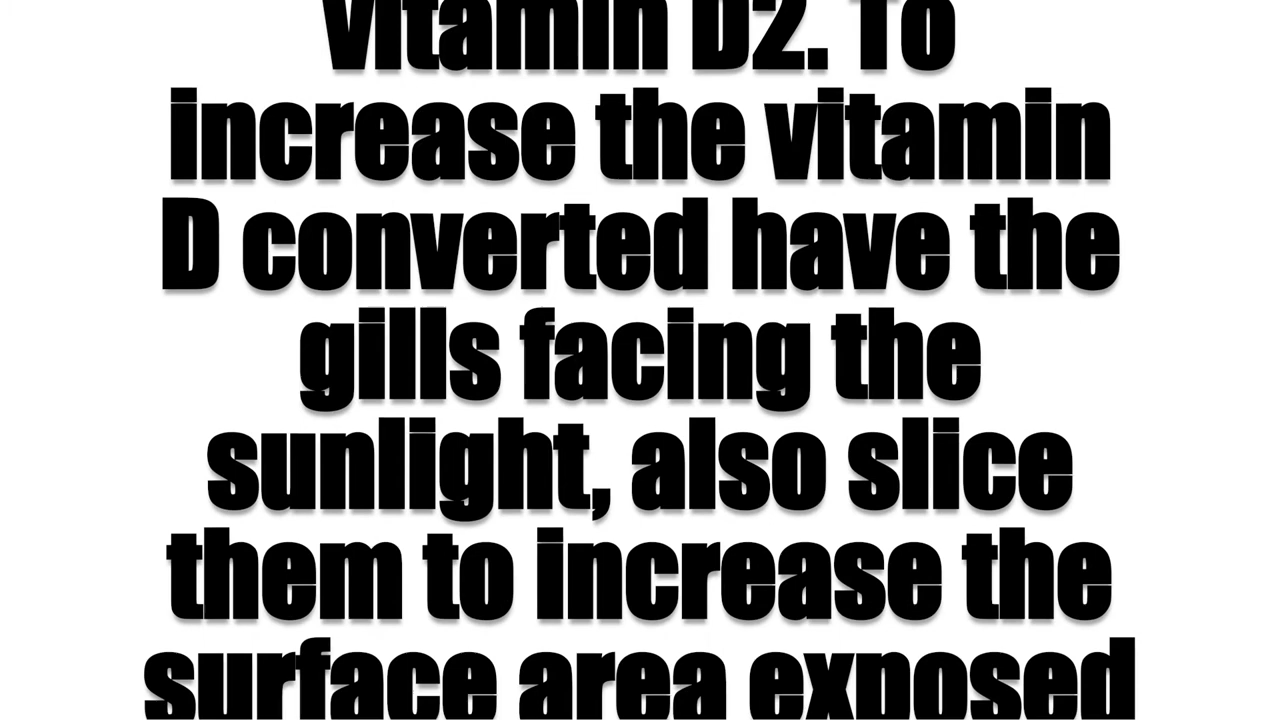 vitamin D2. To
increase the vitamin
D converted have the
gills facing the
sunlight, also slice
them to increase the
surface area exposed